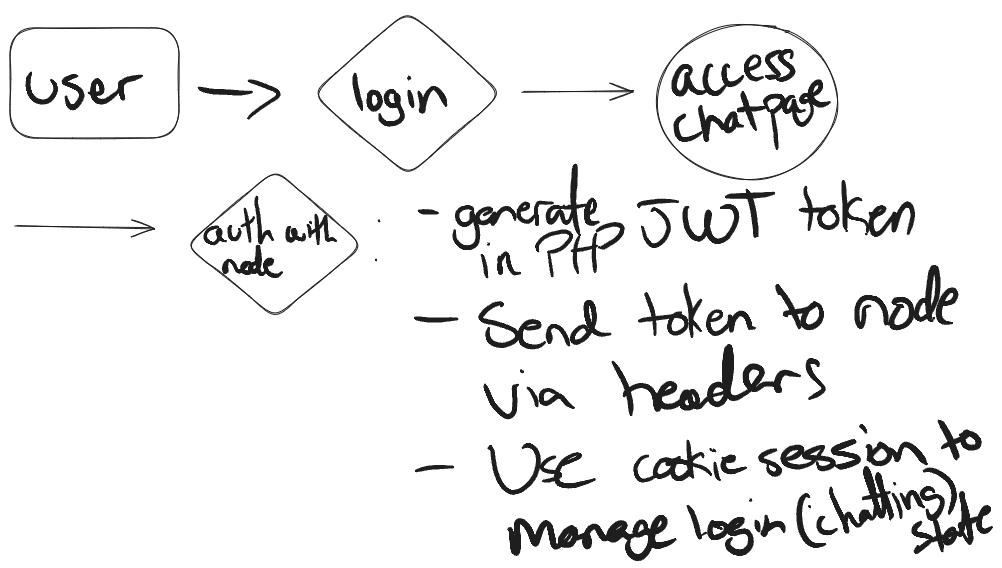 user
login
access
chatpage
auth with
node
- generate JWT token
in PHP
- Send token to node
via headers
- Use cookie session to
manage login (chatting)
state